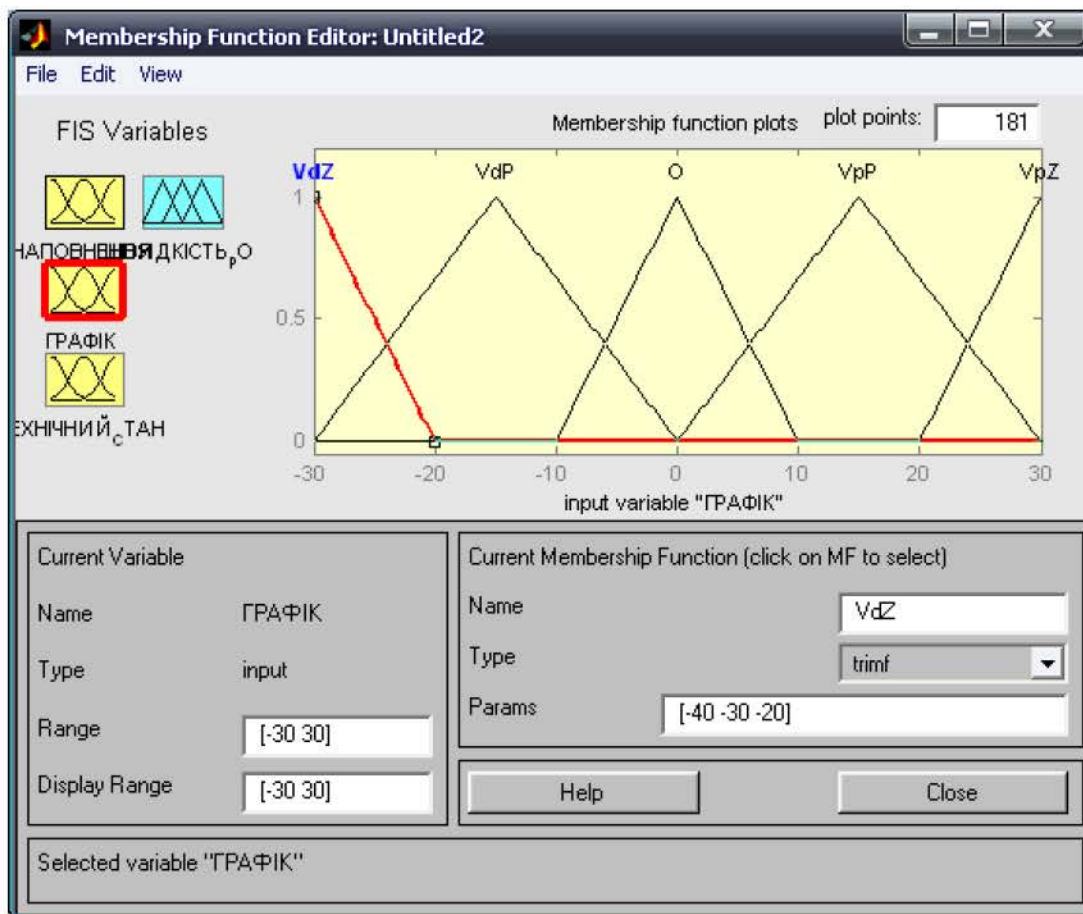 Membership Function Editor: Untitled2
File Edit View
FIS Variables
Membership function plots plot points: 181
VdZ VdP O VpP VpZ
1
0.5
0
-30 -20 -10 0 10 20 30
input variable "ГРАФІК"
ГРАФІК
ЕХНІЧНИЙ_СТАН
Current Variable
Name ГРАФІК
Type input
Range [-30 30]
Display Range [-30 30]
Current Membership Function (click on MF to select)
Name VdZ
Type trimf
Params [-40 -30 -20]
Help Close
Selected variable "ГРАФІК"